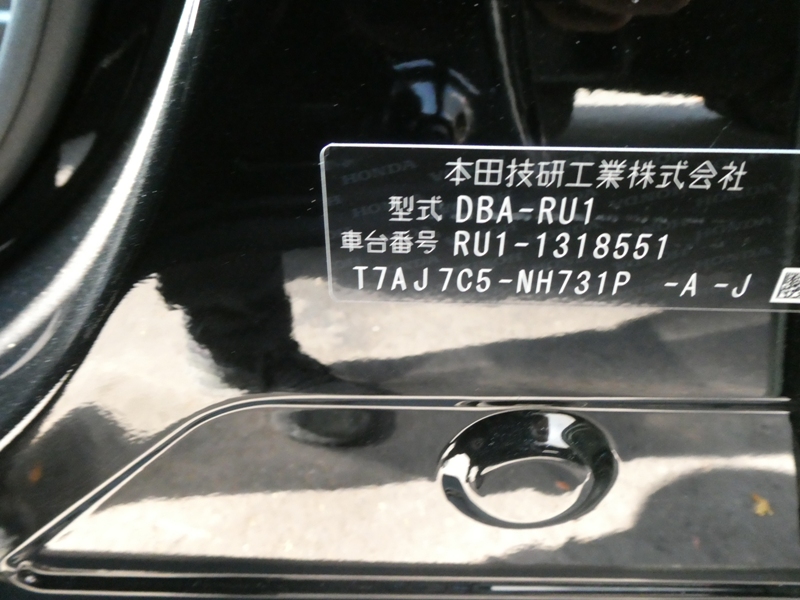 本田技研工業株式会社
型式 DBA-RU1
車台番号 RU1-1318551
T7AJ7C5-NH731P -A -J